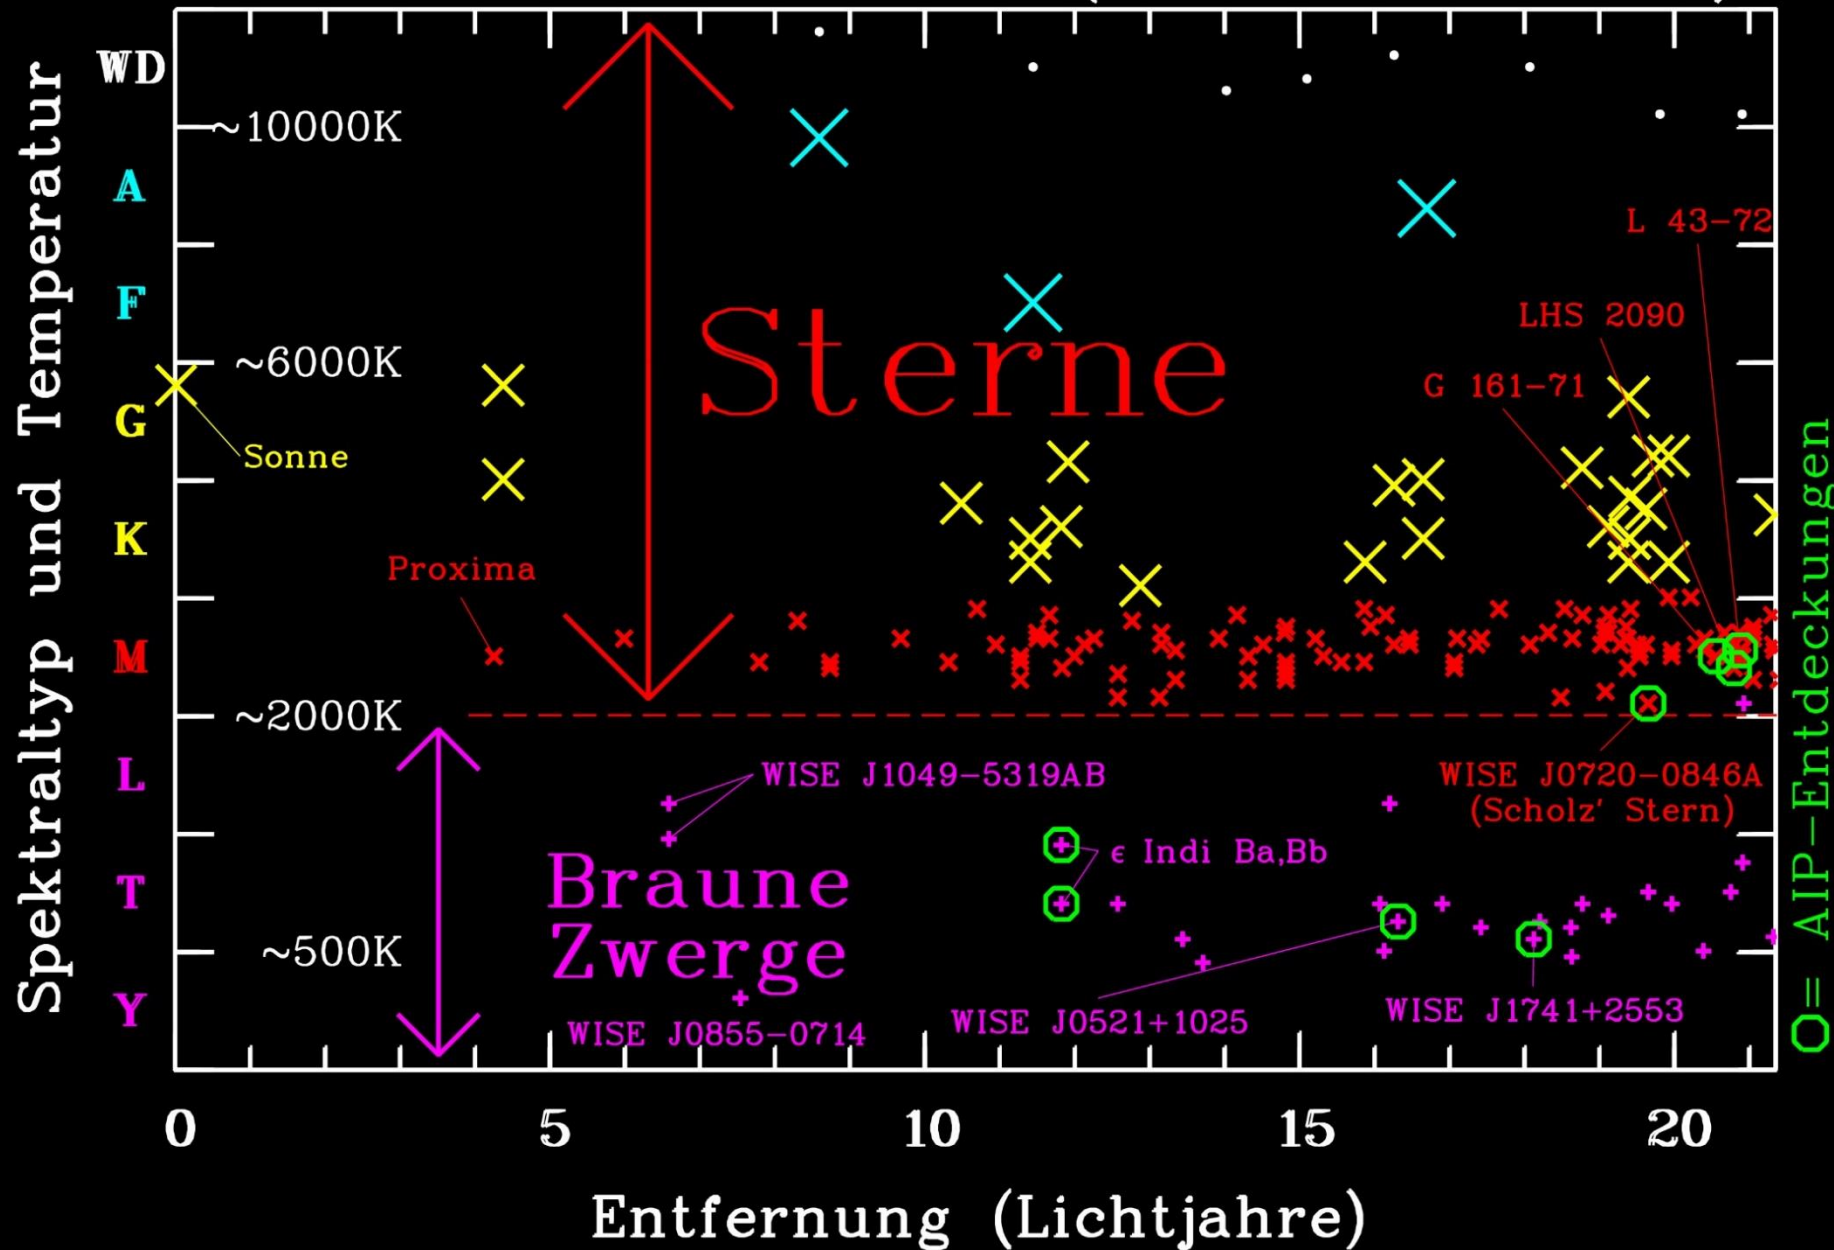 Spektraltyp und Temperatur
WD
~10000K
A
L 43-72
F
LHS 2090
Sterne
~6000K
G 161-71
G
Sonne
K
Proxima
M
~2000K
L
WISE J1049-5319AB
WISE J0720-0846A
(Scholz' Stern)
ϵ Indi Ba,Bb
Braune
T
Zwerge
~500K
Y
WISE J0855-0714
WISE J0521+1025
WISE J1741+2553
O= AIP-Entdeckungen
0 5 10 15 20
Entfernung (Lichtjahre)